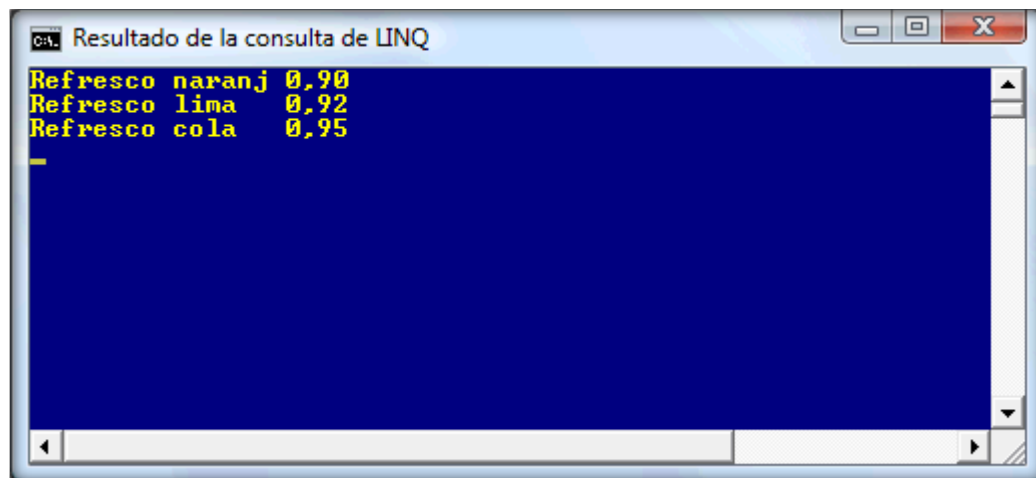 Resultado de la consulta de LINQ
Refresco naranj 0,90
Refresco lima 0,92
Refresco cola 0,95